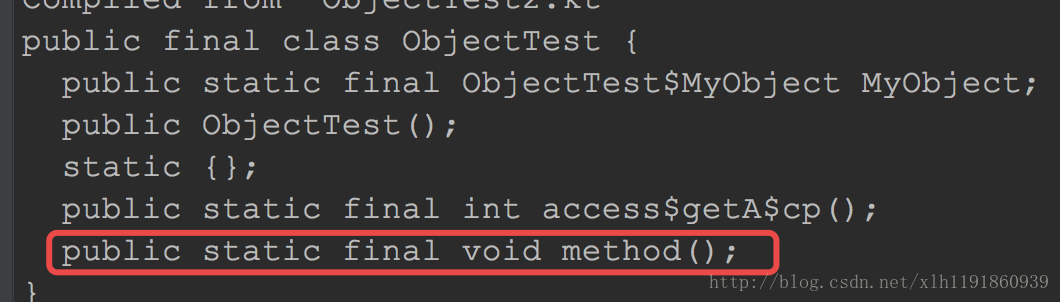 Compiled from "ObjectTest2.kt"
public final class ObjectTest {
public static final ObjectTest$MyObject MyObject;
public ObjectTest();
static {};
public static final int access$getA$cp();
public static final void method();
http://blog.csdn.net/xlh1191860939
}